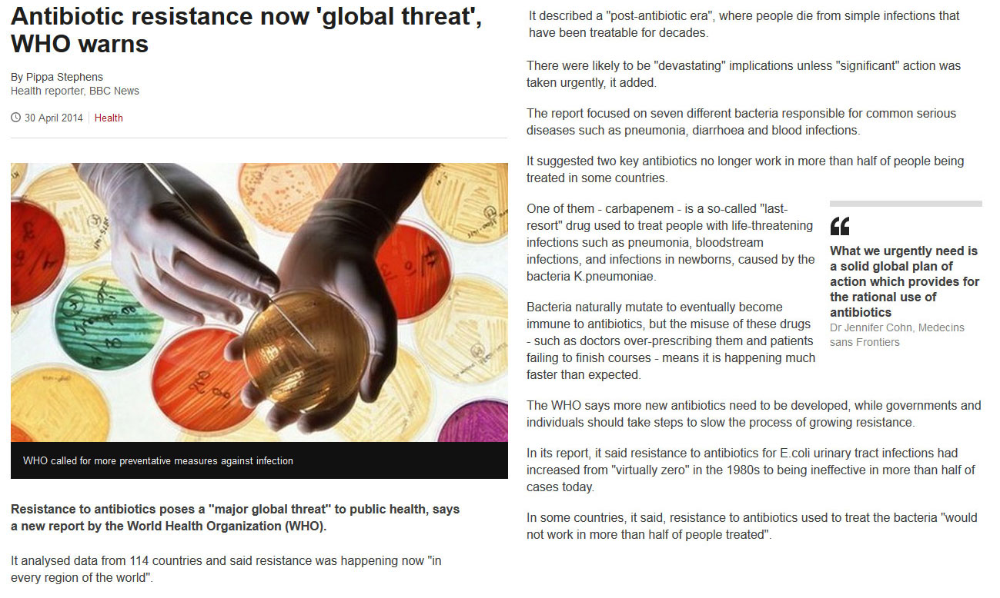 Antibiotic resistance now 'global threat',
WHO warns
By Pippa Stephens
Health reporter, BBC News
30 April 2014 Health
WHO called for more preventative measures against infection
Resistance to antibiotics poses a "major global threat" to public health, says
a new report by the World Health Organization (WHO).
It analysed data from 114 countries and said resistance was happening now "in
every region of the world".
It described a "post-antibiotic era", where people die from simple infections that
have been treatable for decades.
There were likely to be "devastating" implications unless "significant" action was
taken urgently, it added.
The report focused on seven different bacteria responsible for common serious
diseases such as pneumonia, diarrhoea and blood infections.
It suggested two key antibiotics no longer work in more than half of people being
treated in some countries.
One of them - carbapenem - is a so-called "last-
resort" drug used to treat people with life-threatening
infections such as pneumonia, bloodstream
infections, and infections in newborns, caused by the
bacteria K.pneumoniae.
Bacteria naturally mutate to eventually become
immune to antibiotics, but the misuse of these drugs
- such as doctors over-prescribing them and patients
failing to finish courses - means it is happening much
faster than expected.
“
What we urgently need is
a solid global plan of
action which provides for
the rational use of
antibiotics
Dr Jennifer Cohn, Medecins
sans Frontiers
The WHO says more new antibiotics need to be developed, while governments and
individuals should take steps to slow the process of growing resistance.
In its report, it said resistance to antibiotics for E.coli urinary tract infections had
increased from "virtually zero" in the 1980s to being ineffective in more than half of
cases today.
In some countries, it said, resistance to antibiotics used to treat the bacteria "would
not work in more than half of people treated".